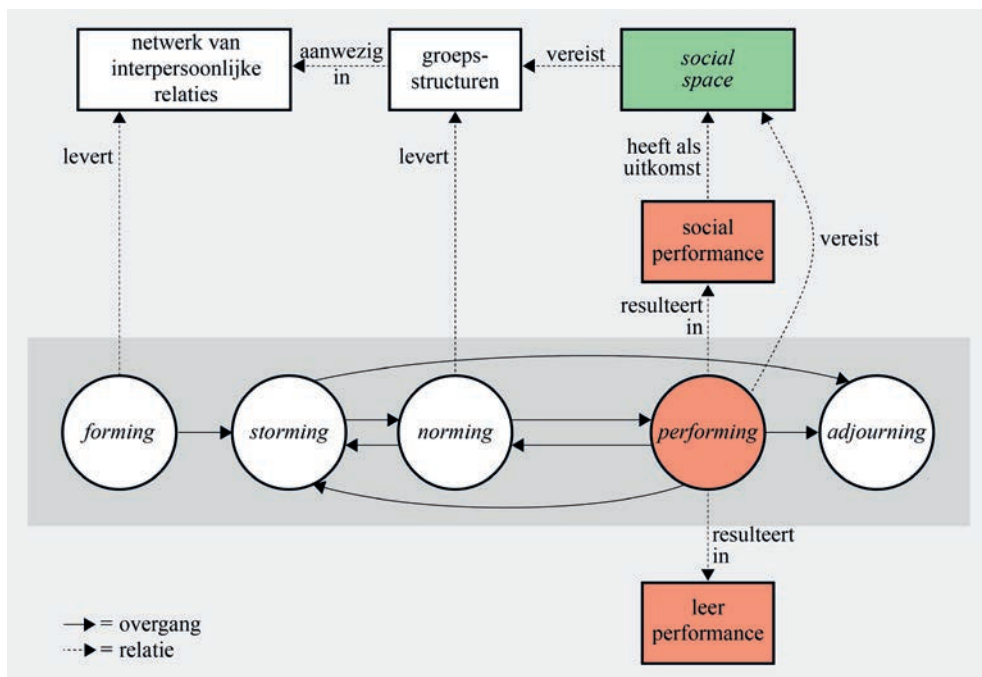 netwerk van
interpersoonlijke
relaties
aanwezig
in
groeps-
structuren
vereist
social
space
levert
levert
heeft als
uitkomst
social
performance
vereist
resulteert
in
forming
storming
norming
performing
adjourning
resulteert
in
leer
performance
= overgang
= relatie